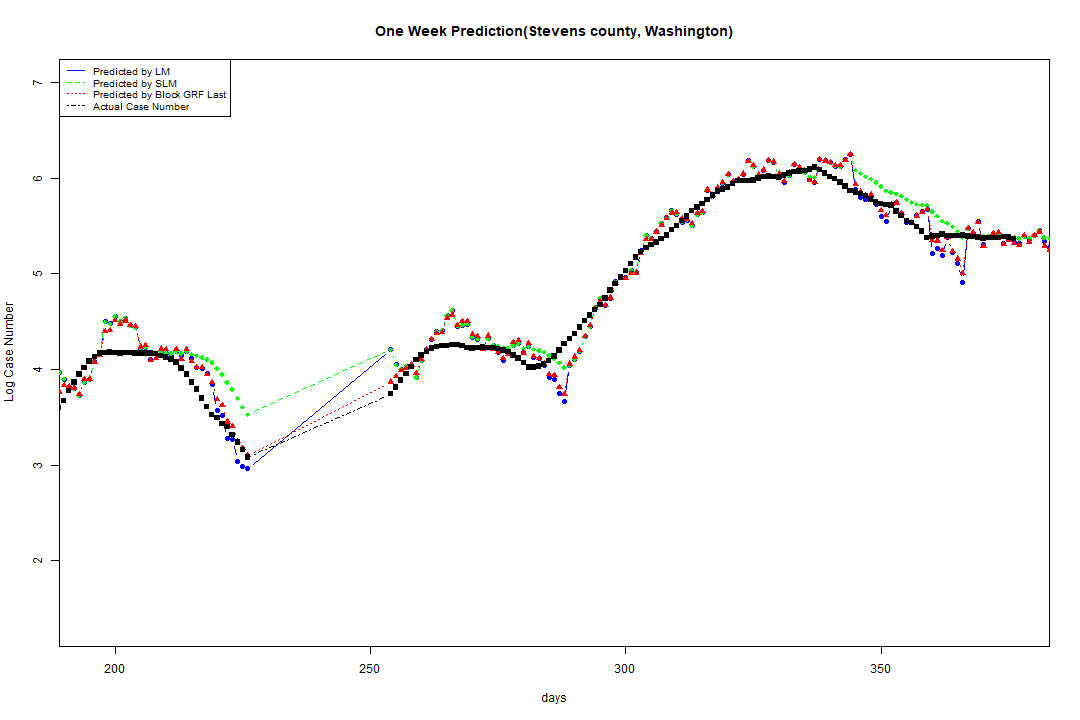 One Week Prediction(Stevens county, Washington)
Predicted by LM
Predicted by SLM
Predicted by Block GRF Last
Actual Case Number
7
6
5
4
3
2
Log Case Number
200
250
300
350
days